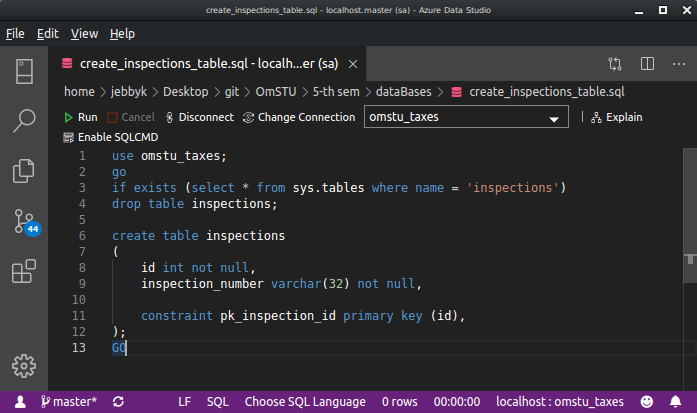 create_inspections_table.sql - localhost.master (sa) - Azure Data Studio
File Edit View Help
create_inspections_table.sql - localh...er (sa)
home > jebbyk > Desktop > git > OmSTU > 5-th sem > dataBases > create_inspections_table.sql
Run Cancel Disconnect Change Connection omstu_taxes Explain
Enable SQLCMD
1 use omstu_taxes;
2 go
3 if exists (select * from sys.tables where name = 'inspections')
4 drop table inspections;
5
6 create table inspections
7 (
8 id int not null,
9 inspection_number varchar(32) not null,
10
11 constraint pk_inspection_id primary key (id),
12 );
13 GO
44
master* LF SQL Choose SQL Language 0 rows 00:00:00 localhost : omstu_taxes